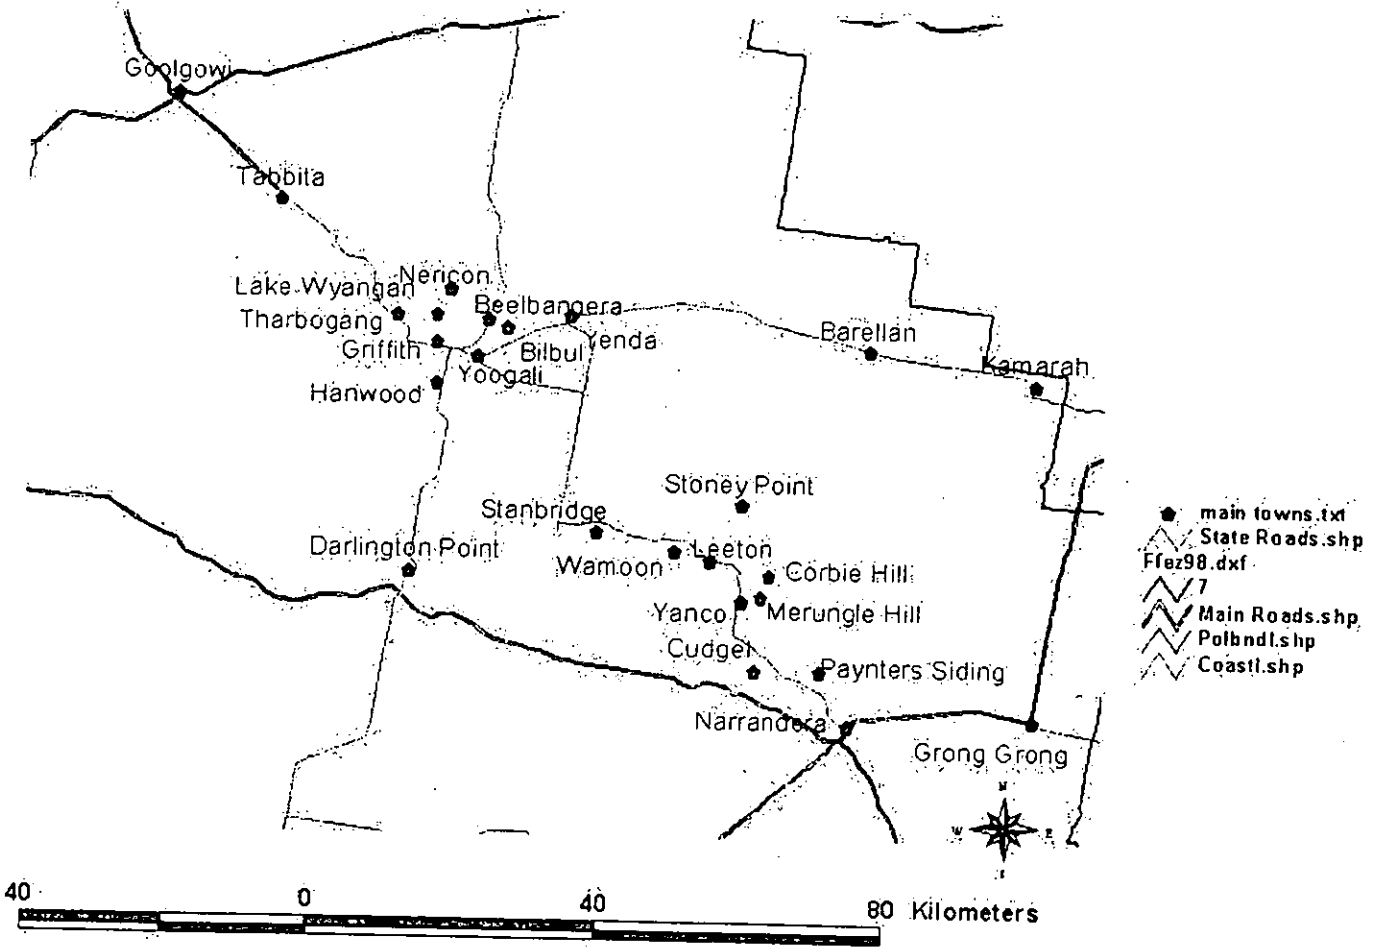 Goolgowi
Tabbita
Nericon
Lake Wyangan
Beelbangera
Tharbogang
Barellan
Griffith
Bilbul
Yenda
Kamarah
Yoogali
Hanwood
Stoney Point
Stanbridge
main towns.txt
State Roads.shp
Darlington Point
Leeton
Ffez98.dxf
Wamoon
Corbie Hill
7
Yanco
Merungle Hill
Main Roads.shp
Polbndl.shp
Cudgel
Paynters Siding
Coastl.shp
Narrandera
Grong Grong
N
W
E
S
40
0
40
80 Kilometers